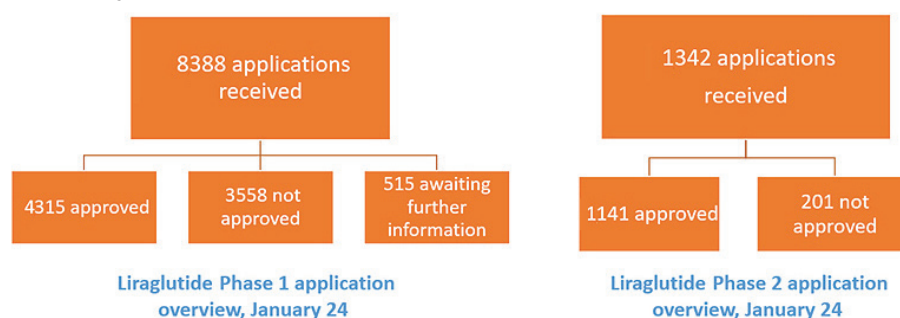 8388 applications
received
4315 approved
3558 not
approved
515 awaiting
further
information
Liraglutide Phase 1 application
overview, January 24
1342 applications
received
1141 approved
201 not
approved
Liraglutide Phase 2 application
overview, January 24